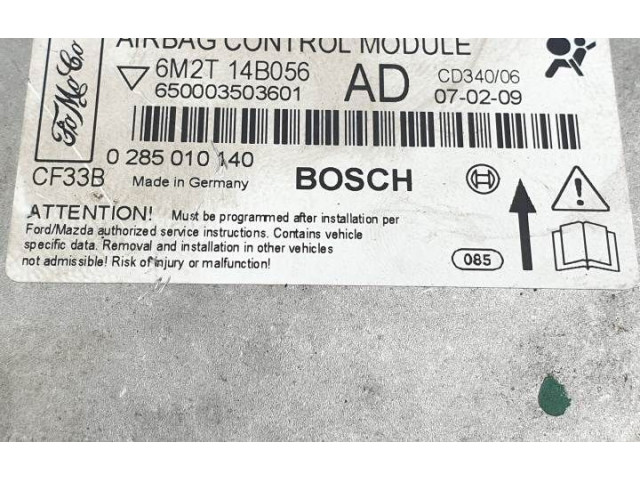 FoMoCo
AIRBAG CONTROL MODULE
6M2T 14B056 AD CD340/06
650003503601 07-02-09
0 285 010 140
CF33B Made in Germany BOSCH
ATTENTION! Must be programmed after installation per
Ford/Mazda authorized service instructions. Contains vehicle
specific data. Removal and installation in other vehicles
not admissible! Risk of injury or malfunction!
085